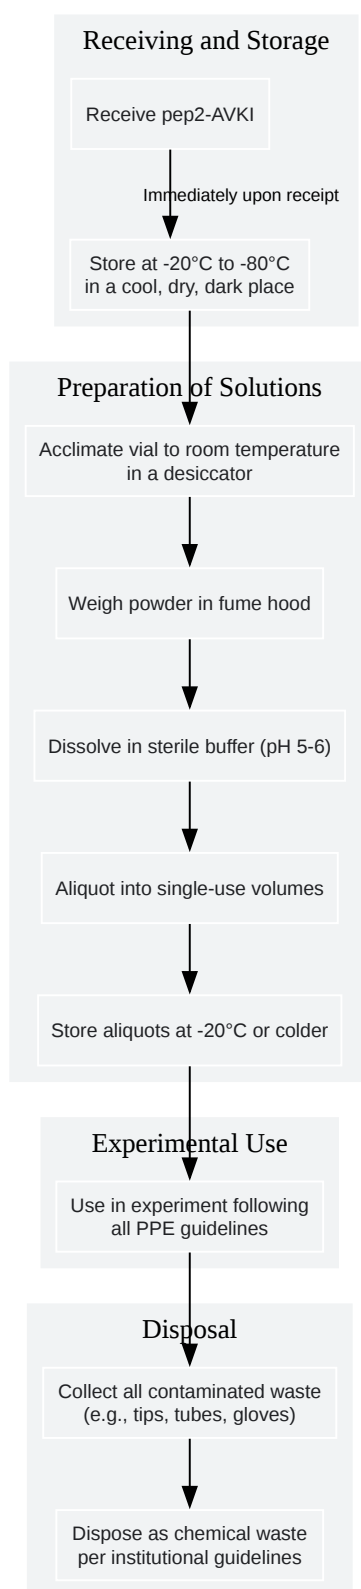 Receiving and Storage
Receive pep2-AVKI
Immediately upon receipt
Store at -20°C to -80°C
in a cool, dry, dark place
Preparation of Solutions
Acclimate vial to room temperature
in a desiccator
Weigh powder in fume hood
Dissolve in sterile buffer (pH 5-6)
Aliquot into single-use volumes
Store aliquots at -20°C or colder
Experimental Use
Use in experiment following
all PPE guidelines
Disposal
Collect all contaminated waste
(e.g., tips, tubes, gloves)
Dispose as chemical waste
per institutional guidelines